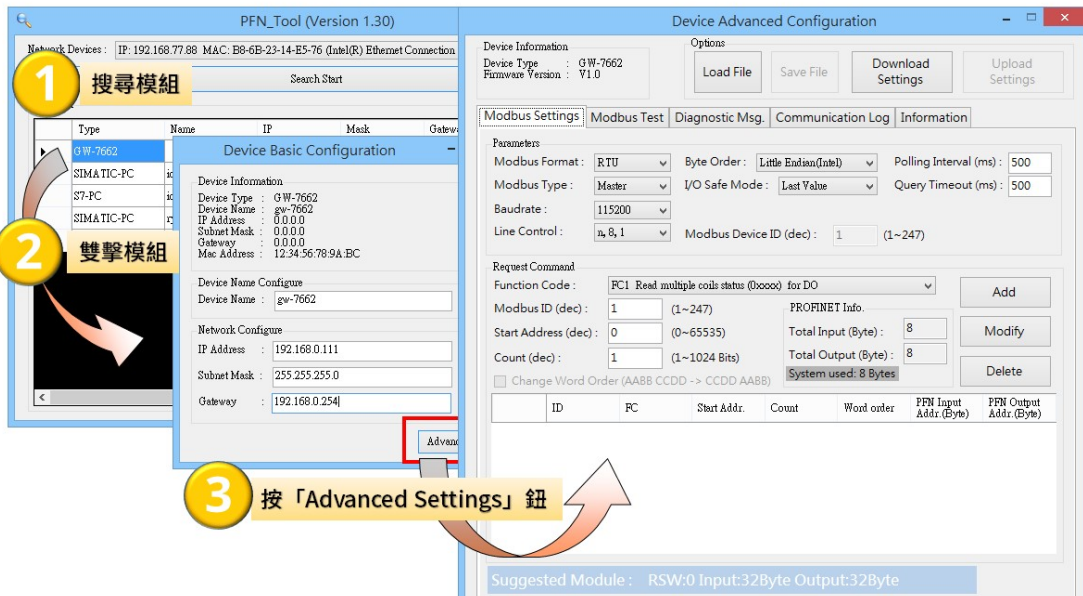 PFN_Tool (Version 1.30)
Network Devices : IP: 192.168.77.88 MAC: B8-6B-23-14-E5-76 (Intel(R) Ethernet Connection
1 搜尋模組
Search Start
Type Name IP Mask
GW-7662
SIMATIC-PC
S7-PC
SIMATIC-PC
2 雙擊模組
Device Basic Configuration
Device Information
Device Type : GW-7662
Device Name : gw-7662
IP Address : 0.0.0.0
Subnet Mask : 0.0.0.0
Gateway : 0.0.0.0
Mac Address : 12:34:56:78:9A:BC
Device Name Configure
Device Name : gw-7662
Network Configure
IP Address : 192.168.0.111
Subnet Mask : 255.255.255.0
Gateway : 192.168.0.254
3 按「Advanced Settings」鈕
Device Advanced Configuration
Device Information
Device Type : GW-7662
Firmware Version : V1.0
Options
Load File
Save File
Download Settings
Upload Settings
Modbus Settings Modbus Test Diagnostic Msg. Communication Log Information
Parameters
Modbus Format : RTU Byte Order : Little Endian(Intel) Polling Interval (ms) : 500
Modbus Type : Master I/O Safe Mode : Last Value Query Timeout (ms) : 500
Baudrate : 115200
Line Control : n, 8, 1 Modbus Device ID (dec) : 1 (1~247)
Request Command
Function Code : FC1 Read multiple coils status (0xxxx) for DO
Modbus ID (dec) : 1 (1~247)
Start Address (dec) : 0 (0~65535)
Count (dec) : 1 (1~1024 Bits)
Change Word Order (AABB CCDD -> CCDD AABB)
PROFINET Info.
Total Input (Byte) : 8
Total Output (Byte) : 8
System used: 8 Bytes
Add
Modify
Delete
ID FC Start Addr. Count Word order PFN Input Addr.(Byte) PFN Output Addr.(Byte)
Suggested Module : RSW:0 Input:32Byte Output:32Byte